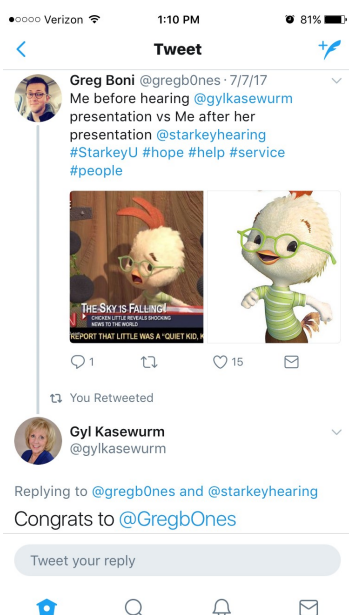 Verizon 1:10 PM 81%
Tweet
Greg Boni @gregb0nes · 7/7/17
Me before hearing @gylkasewurm
presentation vs Me after her
presentation @starkeyhearing
#StarkeyU #hope #help #service
#people
THE SKY IS FALLING!
CHICKEN LITTLE REVEALS SHOCKING
NEWS TO THE WORLD
REPORT THAT LITTLE WAS A "QUIET KID, K
1 15
You Retweeted
Gyl Kasewurm
@gylkasewurm
Replying to @gregb0nes and @starkeyhearing
Congrats to @GregbOnes
Tweet your reply